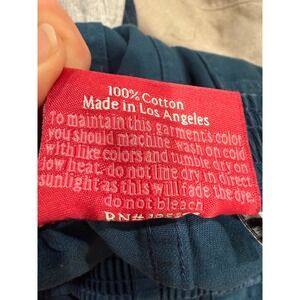 100% Cotton
Made in Los Angeles
To maintain this garment's color
you should machine wash on cold
with like colors and tumble dry on
low heat. do not line dry in direct
sunlight as this will fade the dye.
do not bleach
RN#